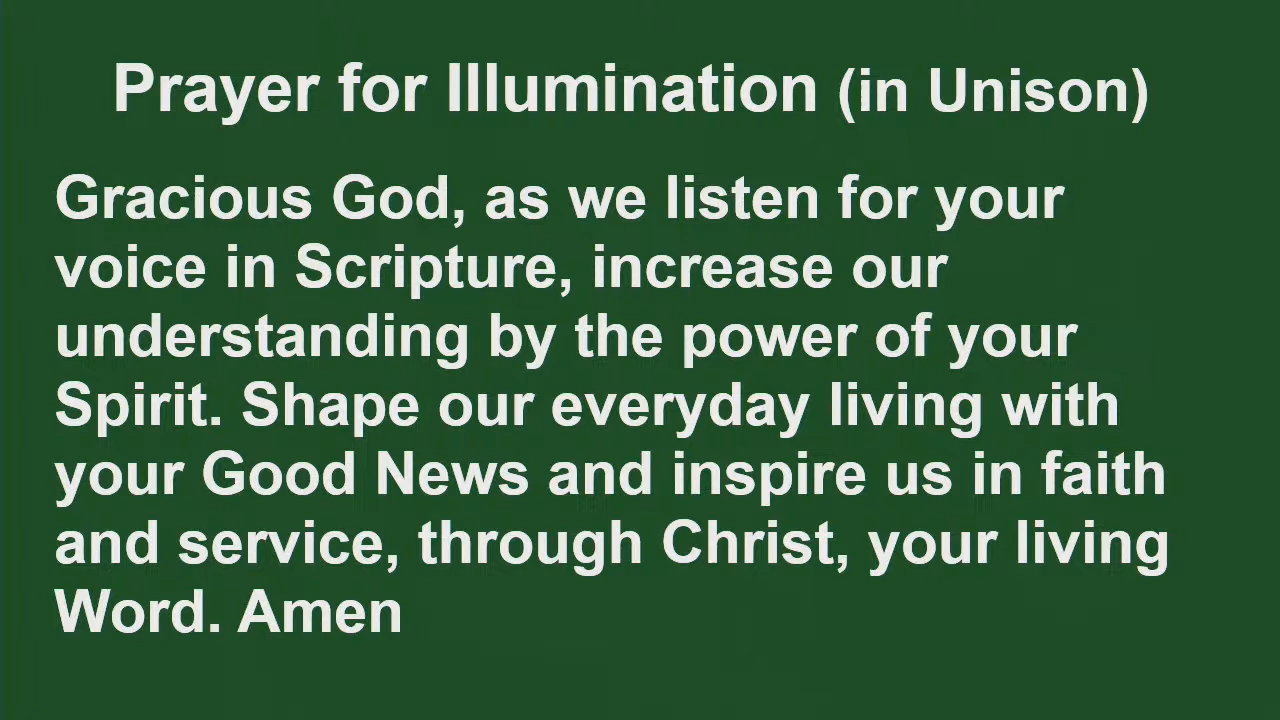 Prayer for Illumination (in Unison)
Gracious God, as we listen for your
voice in Scripture, increase our
understanding by the power of your
Spirit. Shape our everyday living with
your Good News and inspire us in faith
and service, through Christ, your living
Word. Amen